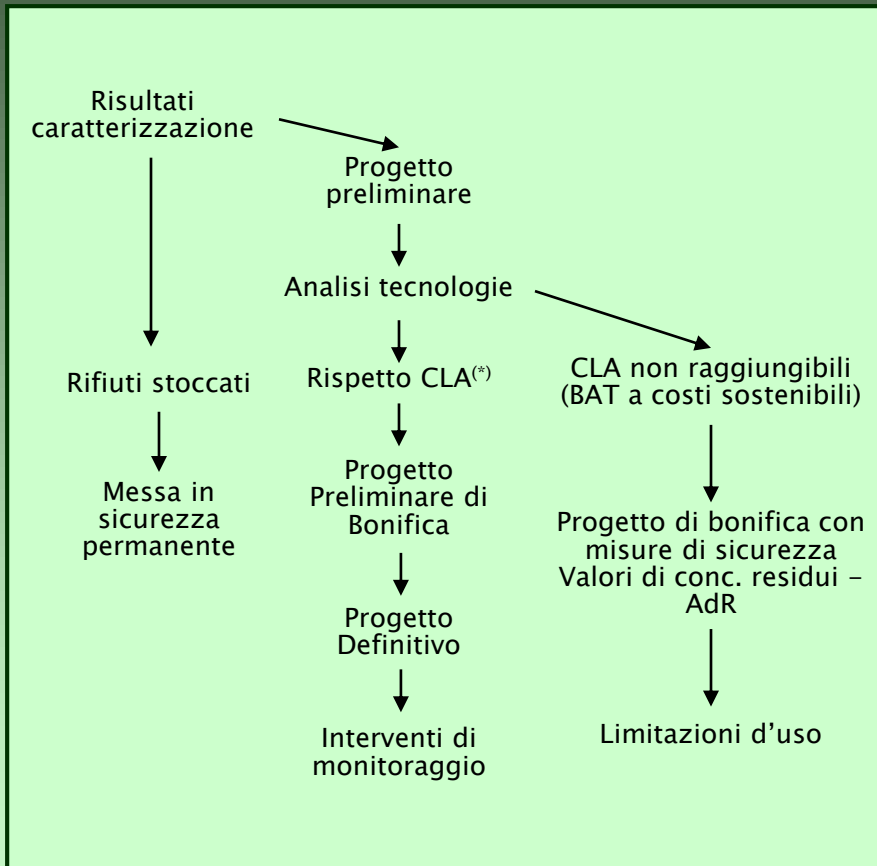 Risultati
caratterizzazione
Progetto
preliminare
Analisi tecnologie
Rifiuti stoccati
Messa in
sicurezza
permanente
Rispetto CLA(*)
Progetto
Preliminare di
Bonifica
Progetto
Definitivo
Interventi di
monitoraggio
CLA non raggiungibili
(BAT a costi sostenibili)
Progetto di bonifica con
misure di sicurezza
Valori di conc. residui –
AdR
Limitazioni d’uso